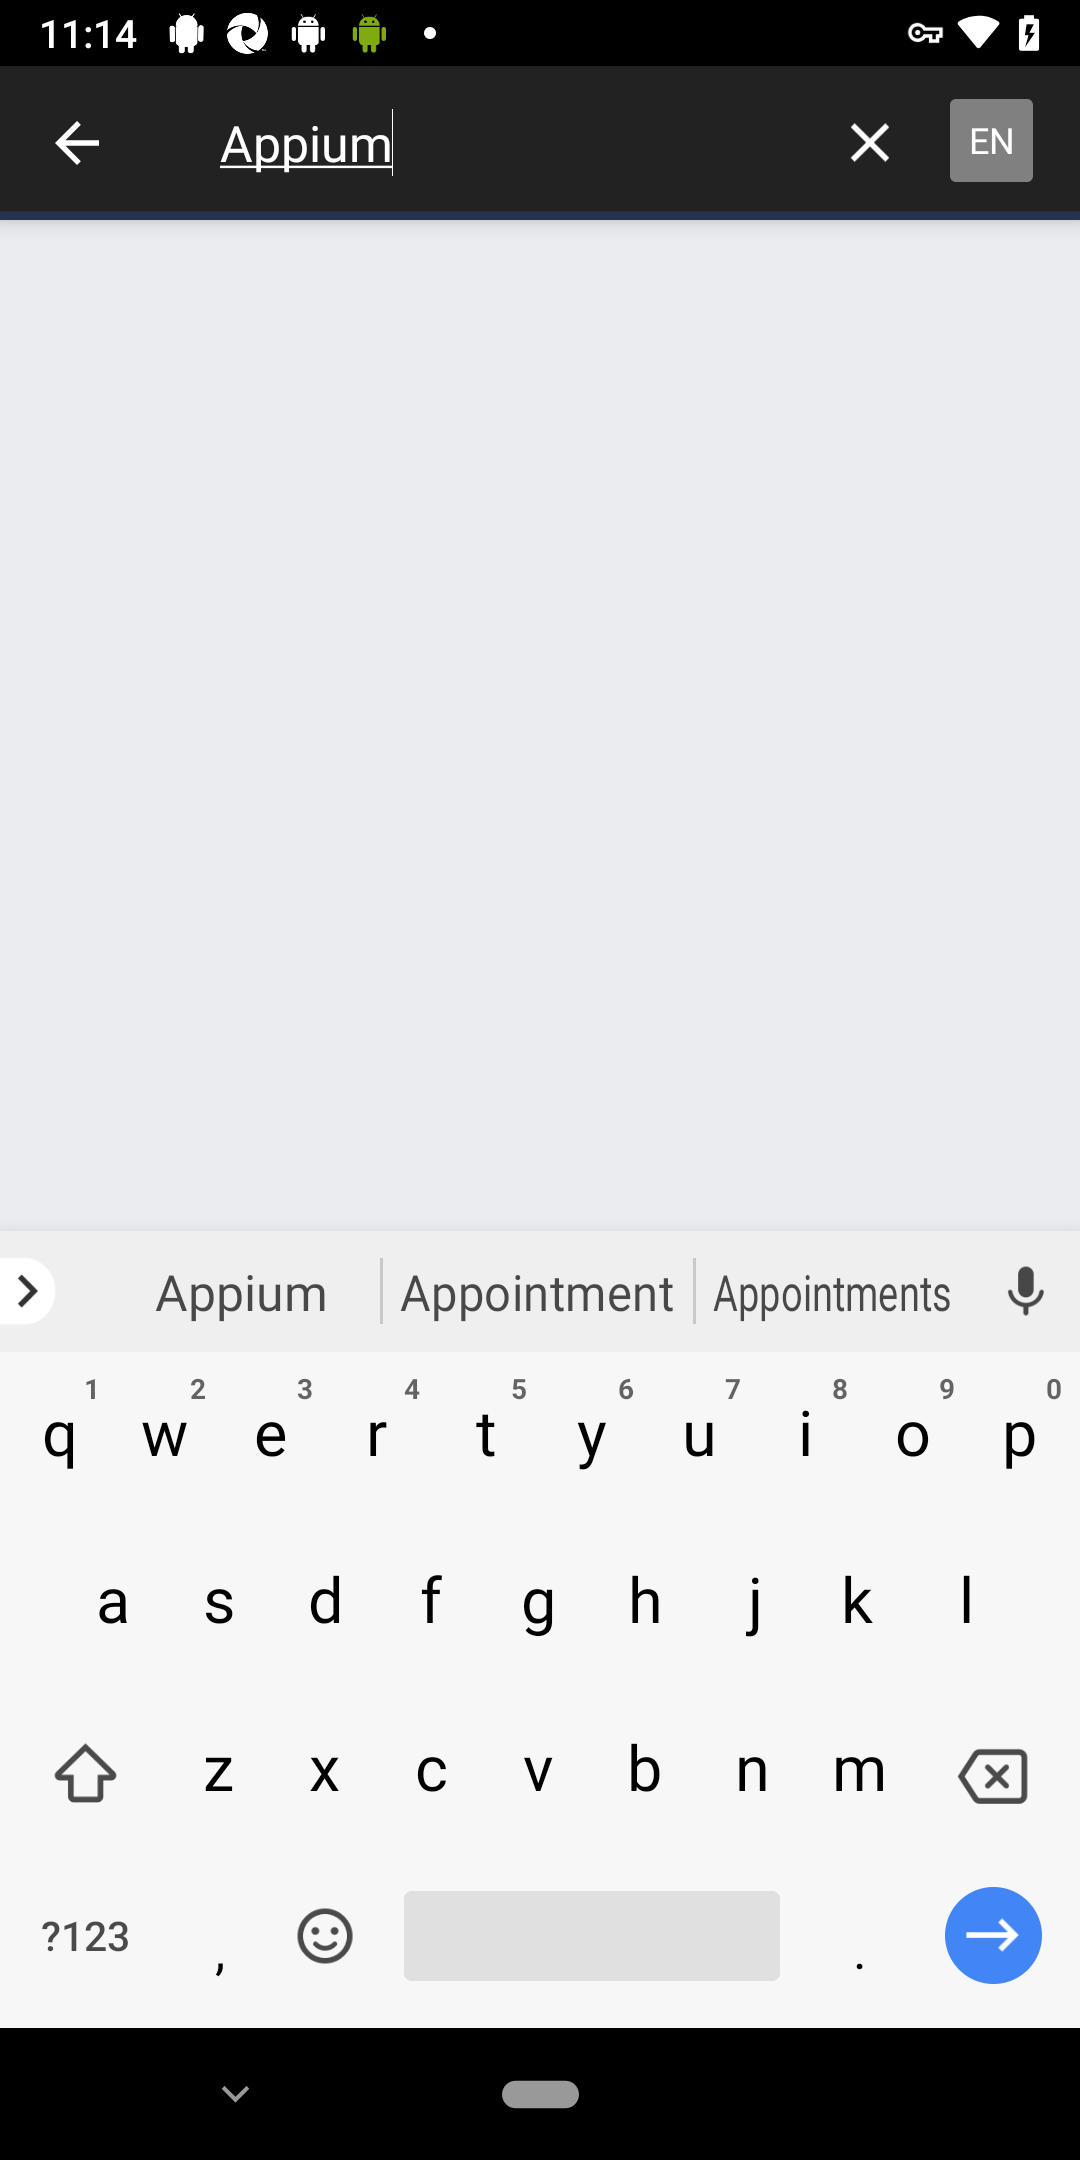 11:14
Appium
EN
Appium Appointment Appointments
1 2 3 4 5 6 7 8 9 0
q w e r t y u i o p
a s d f g h j k l
z x c v b n m
?123 , .